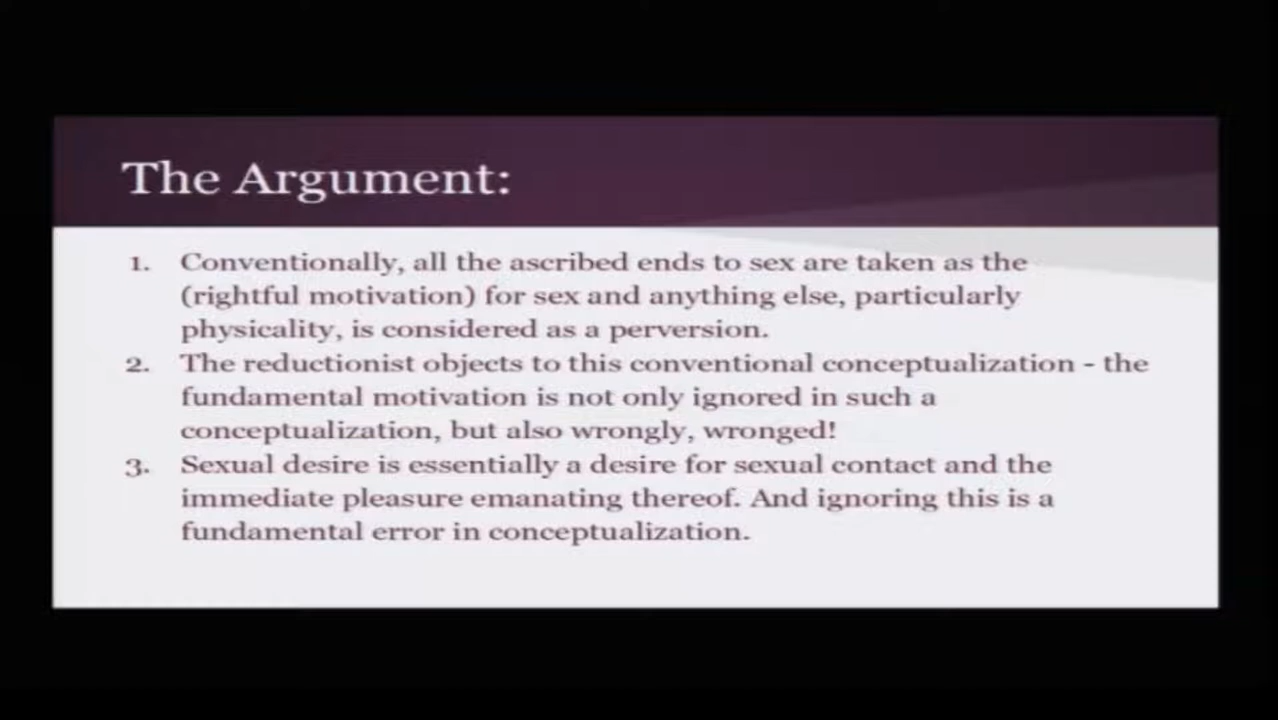 The Argument:
1. Conventionally, all the ascribed ends to sex are taken as the
(rightful motivation) for sex and anything else, particularly
physicality, is considered as a perversion.
2. The reductionist objects to this conventional conceptualization - the
fundamental motivation is not only ignored in such a
conceptualization, but also wrongly, wronged!
3. Sexual desire is essentially a desire for sexual contact and the
immediate pleasure emanating thereof. And ignoring this is a
fundamental error in conceptualization.